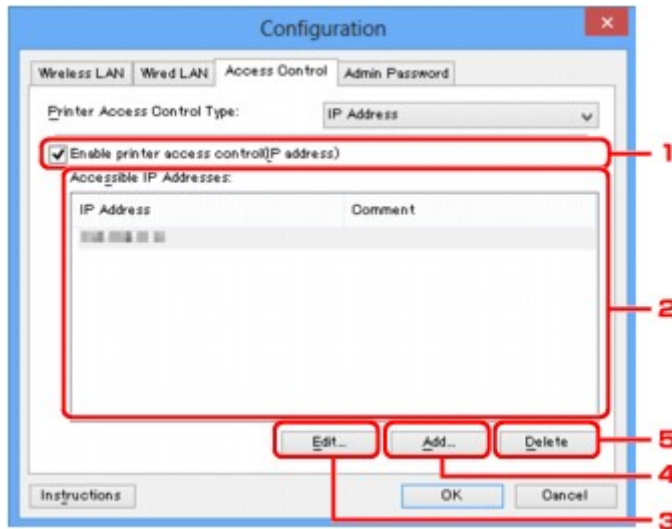 Configuration
Wireless LAN Wired LAN Access Control Admin Password
Printer Access Control Type: IP Address
Enable printer access control(IP address) 1
Accessible IP Addresses:
IP Address Comment
2
Edit... Add... Delete 5
4
Instructions OK Cancel
3